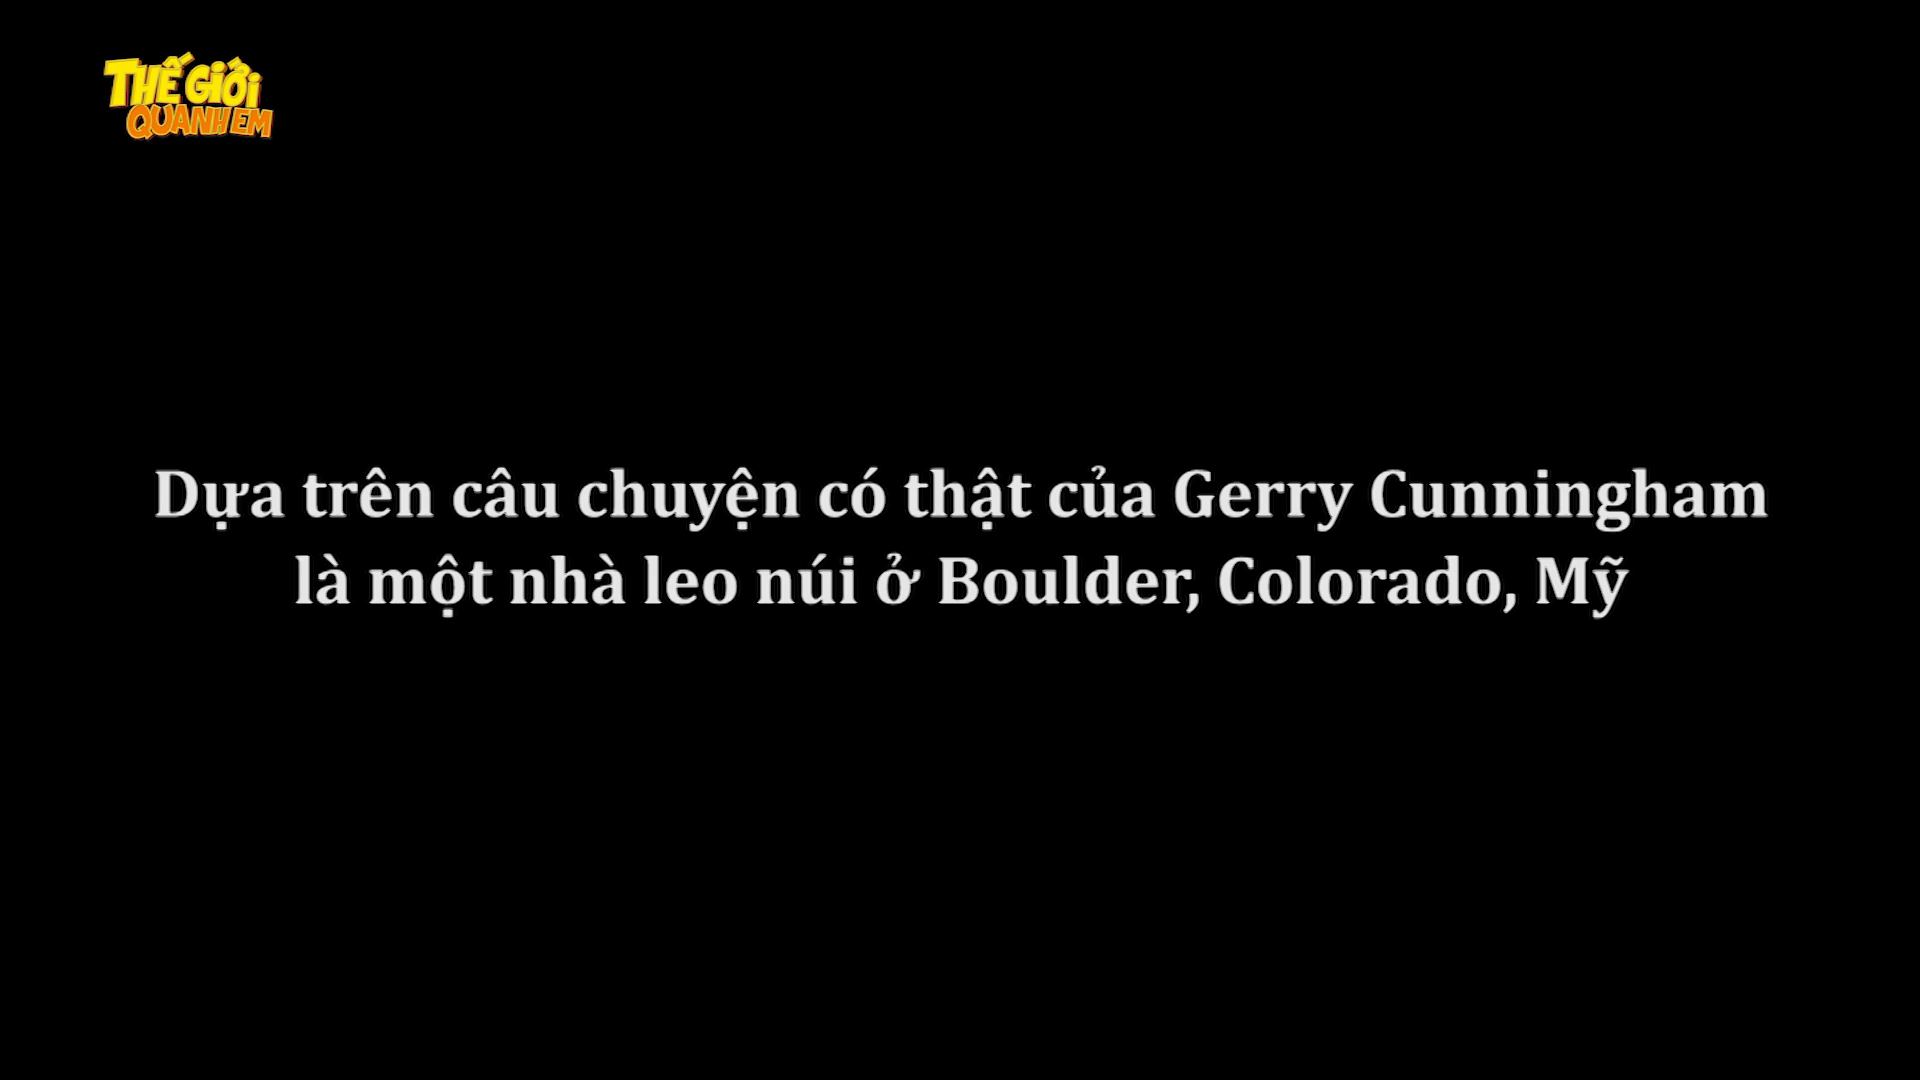 THẾ GIỚI
QUANH EM
Dựa trên câu chuyện có thật của Gerry Cunningham
là một nhà leo núi ở Boulder, Colorado, Mỹ